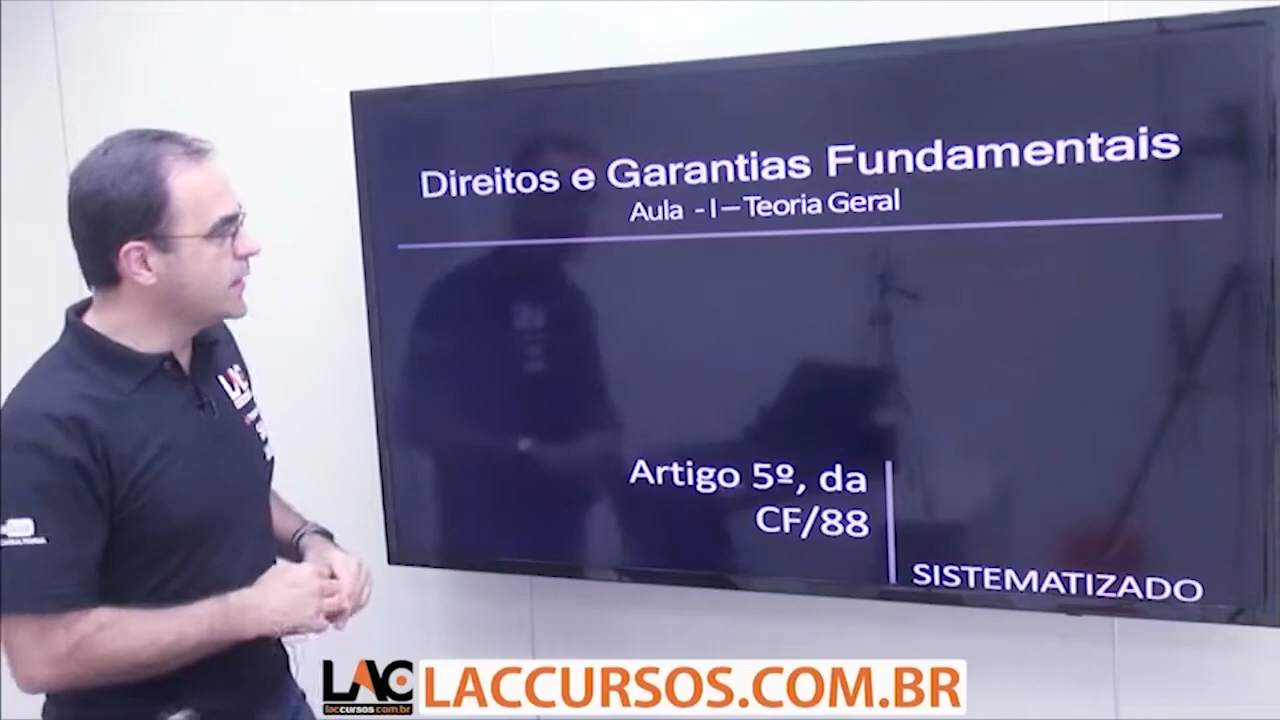 Direitos e Garantias Fundamentais
Aula - I – Teoria Geral
Artigo 5º, da
CF/88
SISTEMATIZADO
LAC
LAC
laccursos.com.br
LACCURSOS.COM.BR